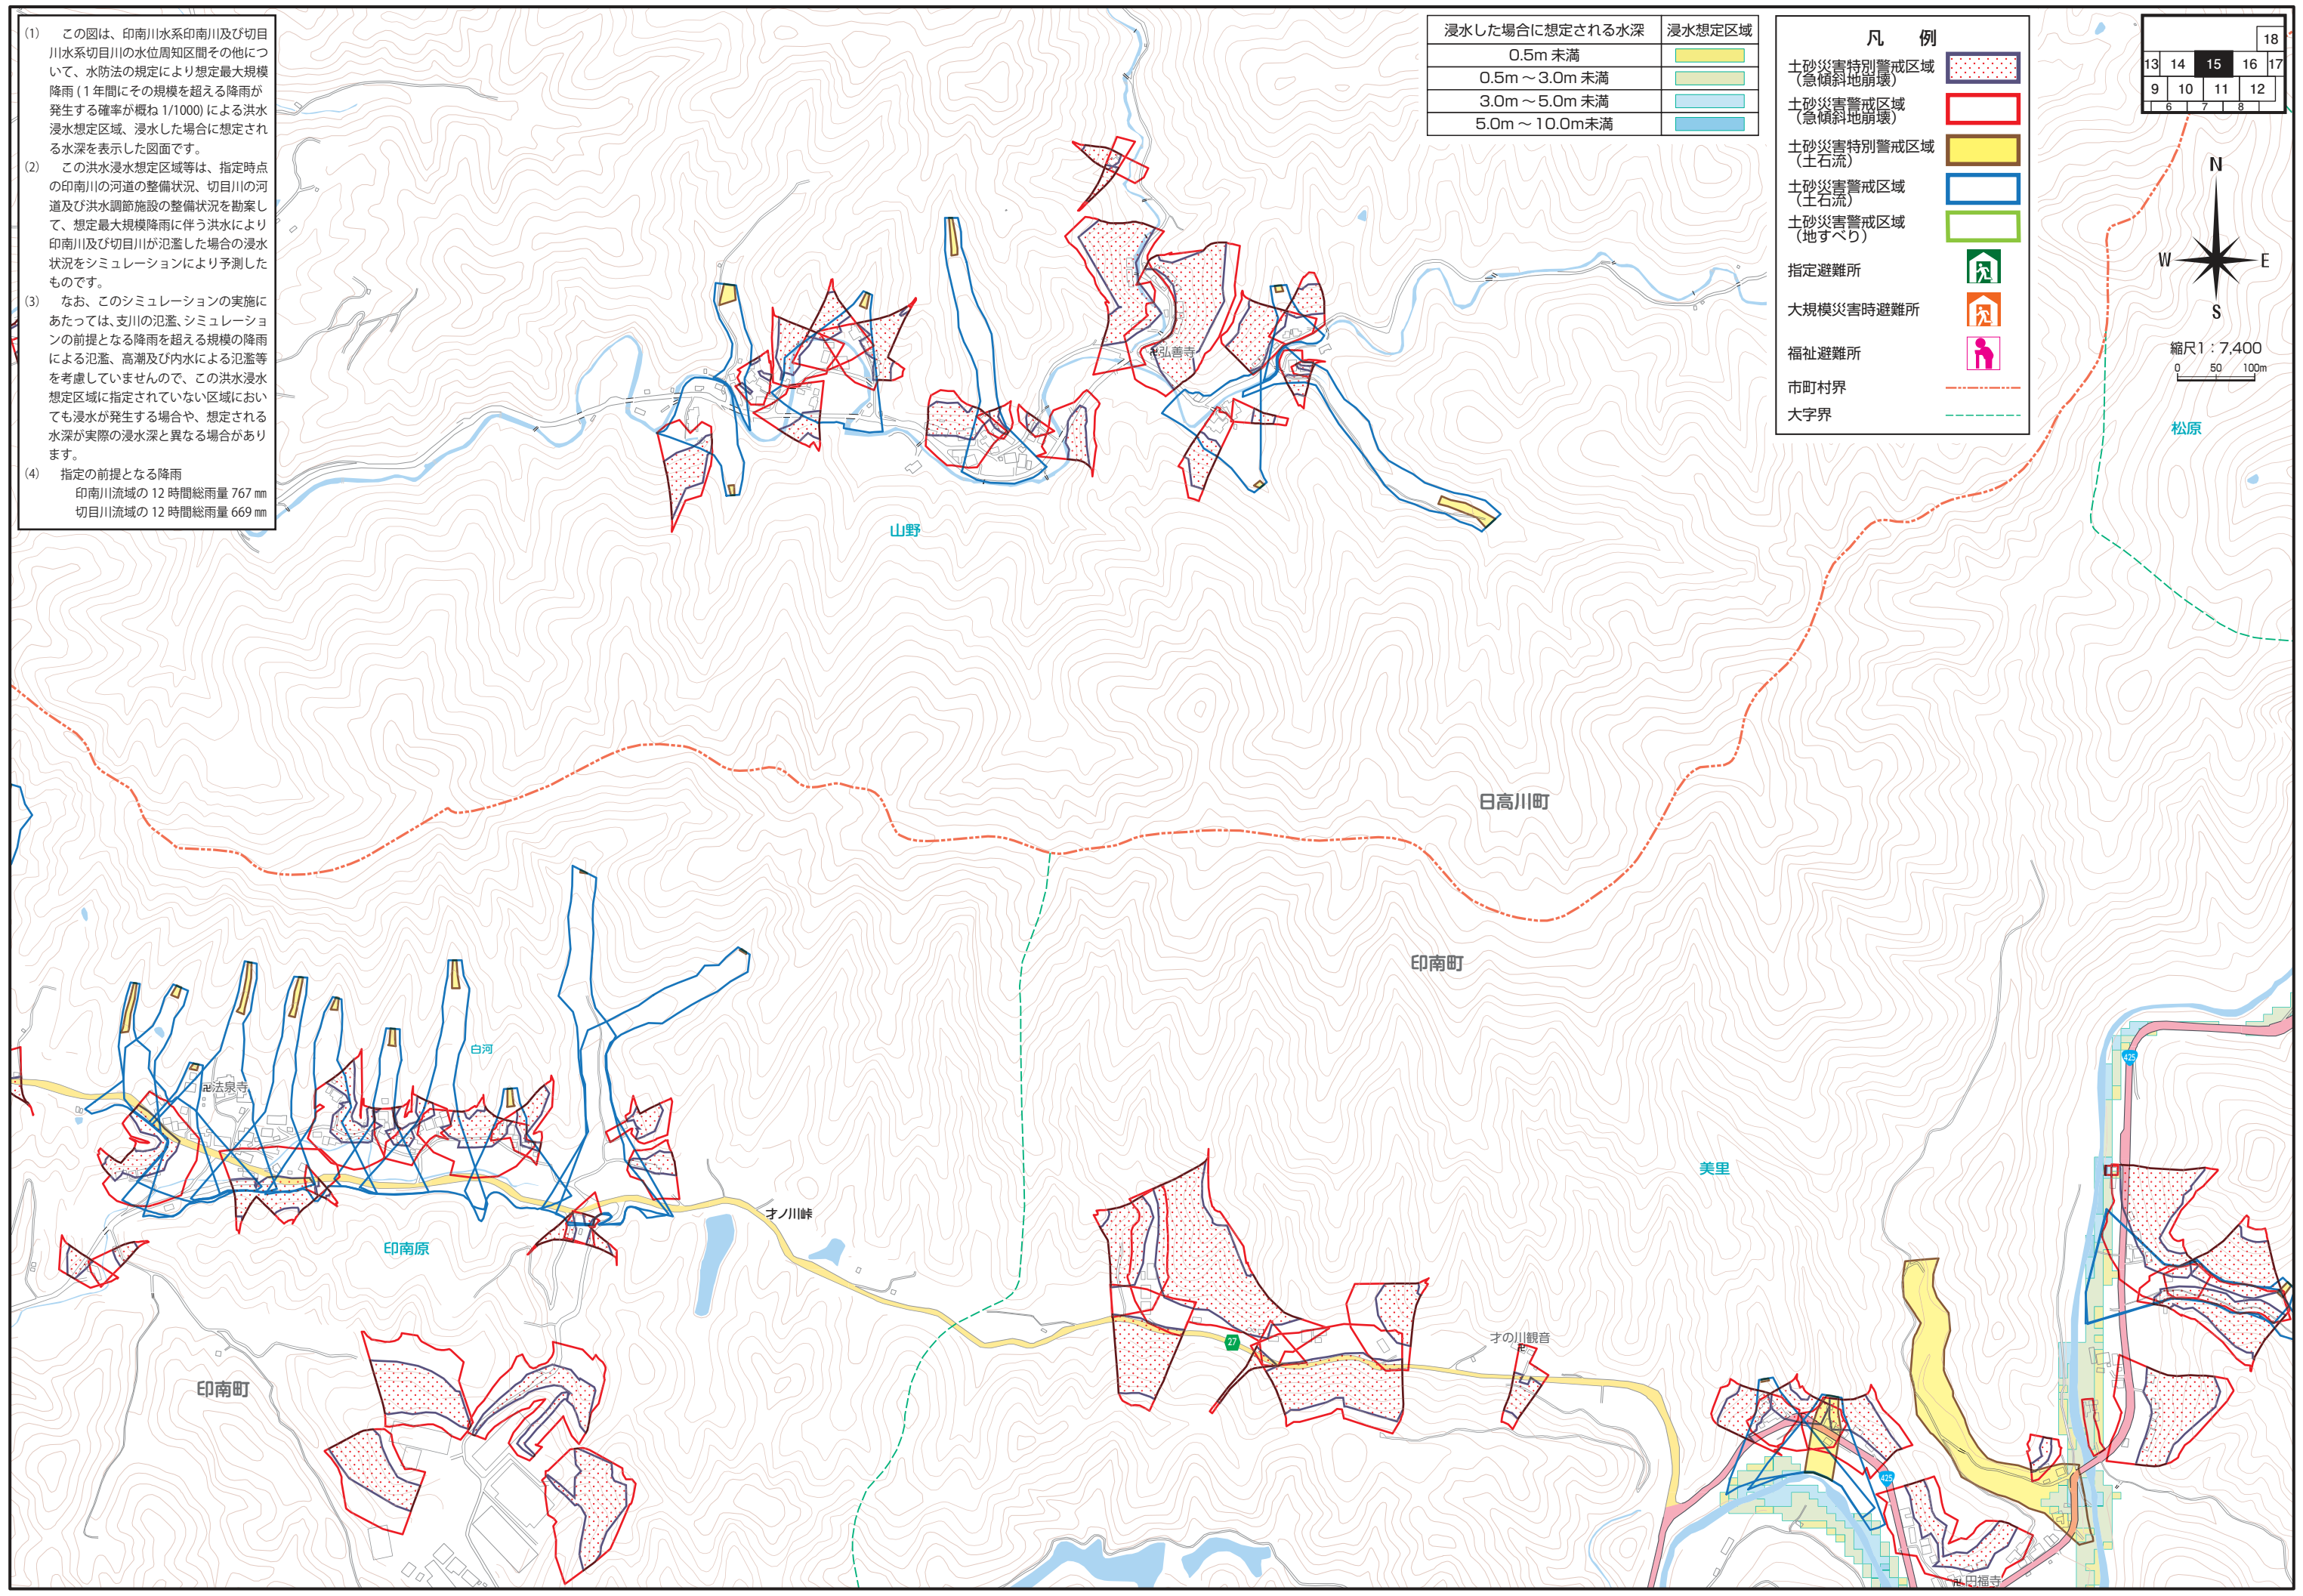 (1)　この図は、印南川水系印南川及び切目
川水系切目川の水位周知区間その他につ
いて、水防法の規定により想定最大規模
降雨 ( 1 年間にその規模を超える降雨が
発生する確率が概ね 1/1000) による洪水
浸水想定区域、浸水した場合に想定され
る水深を表示した図面です。
(2)　この洪水浸水想定区域等は、指定時点
の印南川の河道の整備状況、切目川の河
道及び洪水調節施設の整備状況を勘案し
て、想定最大規模降雨に伴う洪水により
印南川及び切目川が氾濫した場合の浸水
状況をシミュレーションにより予測した
ものです。
(3)　なお、このシミュレーションの実施に
あたっては、支川の氾濫、シミュレーショ
ンの前提となる降雨を超える規模の降雨
による氾濫、高潮及び内水による氾濫等
を考慮していませんので、この洪水浸水
想定区域に指定されていない区域におい
ても浸水が発生する場合や、想定される
水深が実際の浸水深と異なる場合があり
ます。
(4)　指定の前提となる降雨
印南川流域の 12 時間総雨量 767 ㎜
切目川流域の 12 時間総雨量 669 ㎜
浸水した場合に想定される水深 浸水想定区域
0.5m 未満
0.5m～3.0m 未満
3.0m～5.0m 未満
5.0m～10.0m未満
凡　例
土砂災害特別警戒区域
（急傾斜地崩壊）
土砂災害警戒区域
（急傾斜地崩壊）
土砂災害特別警戒区域
（土石流）
土砂災害警戒区域
（土石流）
土砂災害警戒区域
（地すべり）
指定避難所
大規模災害時避難所
福祉避難所
市町村界
大字界
18
13 14 15 16 17
9 10 11 12
6 7 8
N
W E
S
縮尺1：7,400
0 50 100m
松原
卍弘善寺
山野
日高川町
印南町
白河
卍法泉寺
425
美里
才ノ川峠
印南原
27
才の川観音
卍
印南町
425
卍円福寺